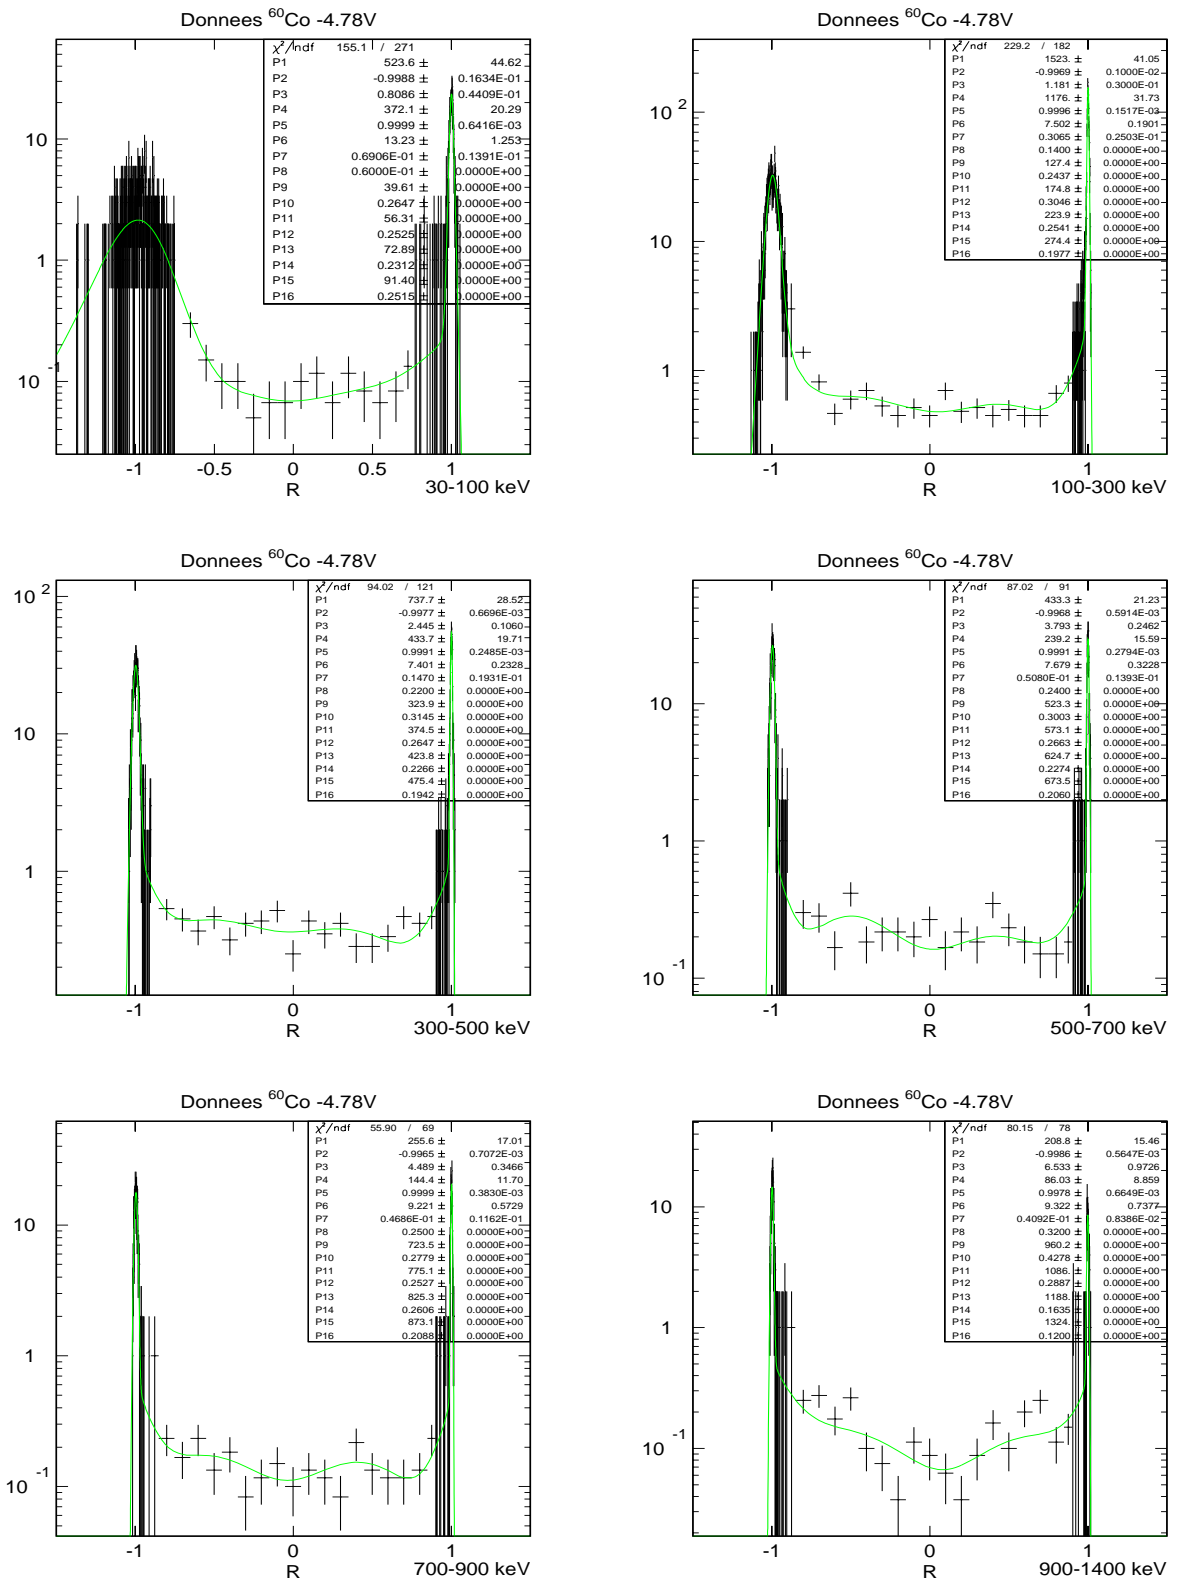 Donnees ⁶⁰Co -4.78V
χ²/ndf 155.1 / 271
P1 523.6 ± 44.62
P2 -0.9988 ± 0.1634E-01
P3 0.8086 ± 0.4409E-01
P4 372.1 ± 20.29
P5 0.9999 ± 0.6416E-03
P6 13.23 ± 1.253
P7 0.6906E-01 ± 0.1391E-01
P8 0.6000E-01 ± 0.0000E+00
P9 39.61 ± 0.0000E+00
P10 0.2647 ± 0.0000E+00
P11 56.31 ± 0.0000E+00
P12 0.2525 ± 0.0000E+00
P13 72.89 ± 0.0000E+00
P14 0.2312 ± 0.0000E+00
P15 91.40 ± 0.0000E+00
P16 0.2515 ± 0.0000E+00
10
1
10 -1
-1 -0.5 0 0.5 1
R
30-100 keV
Donnees ⁶⁰Co -4.78V
χ²/ndf 229.2 / 182
P1 1523. ± 41.05
P2 -0.9969 ± 0.1000E-02
P3 1.181 ± 0.3000E-01
P4 1176. ± 31.73
P5 0.9996 ± 0.1517E-03
P6 7.502 ± 0.1901
P7 0.3065 ± 0.2503E-01
P8 0.1400 ± 0.0000E+00
P9 127.4 ± 0.0000E+00
P10 0.2437 ± 0.0000E+00
P11 174.8 ± 0.0000E+00
P12 0.3046 ± 0.0000E+00
P13 223.9 ± 0.0000E+00
P14 0.2541 ± 0.0000E+00
P15 274.4 ± 0.0000E+00
P16 0.1977 ± 0.0000E+00
10 2
10
1
-1 0 1
R
100-300 keV
Donnees ⁶⁰Co -4.78V
χ²/ndf 94.02 / 121
P1 737.7 ± 28.52
P2 -0.9977 ± 0.6696E-03
P3 2.445 ± 0.1060
P4 433.7 ± 19.71
P5 0.9991 ± 0.2485E-03
P6 7.401 ± 0.2328
P7 0.1470 ± 0.1931E-01
P8 0.2200 ± 0.0000E+00
P9 323.9 ± 0.0000E+00
P10 0.3145 ± 0.0000E+00
P11 374.5 ± 0.0000E+00
P12 0.2647 ± 0.0000E+00
P13 423.8 ± 0.0000E+00
P14 0.2266 ± 0.0000E+00
P15 475.4 ± 0.0000E+00
P16 0.1942 ± 0.0000E+00
10 2
10
1
-1 0 1
R
300-500 keV
Donnees ⁶⁰Co -4.78V
χ²/ndf 87.02 / 91
P1 433.3 ± 21.23
P2 -0.9968 ± 0.5914E-03
P3 3.793 ± 0.2462
P4 239.2 ± 15.59
P5 0.9991 ± 0.2794E-03
P6 7.679 ± 0.3228
P7 0.5080E-01 ± 0.1393E-01
P8 0.2400 ± 0.0000E+00
P9 523.3 ± 0.0000E+00
P10 0.3003 ± 0.0000E+00
P11 573.1 ± 0.0000E+00
P12 0.2663 ± 0.0000E+00
P13 624.7 ± 0.0000E+00
P14 0.2274 ± 0.0000E+00
P15 673.5 ± 0.0000E+00
P16 0.2060 ± 0.0000E+00
10
1
10 -1
-1 0 1
R
500-700 keV
Donnees ⁶⁰Co -4.78V
χ²/ndf 55.90 / 69
P1 255.6 ± 17.01
P2 -0.9965 ± 0.7072E-03
P3 4.489 ± 0.3466
P4 144.4 ± 11.70
P5 0.9999 ± 0.3830E-03
P6 9.221 ± 0.5729
P7 0.4686E-01 ± 0.1162E-01
P8 0.2500 ± 0.0000E+00
P9 723.5 ± 0.0000E+00
P10 0.2779 ± 0.0000E+00
P11 775.1 ± 0.0000E+00
P12 0.2527 ± 0.0000E+00
P13 825.3 ± 0.0000E+00
P14 0.2606 ± 0.0000E+00
P15 873.1 ± 0.0000E+00
P16 0.2088 ± 0.0000E+00
10
1
10 -1
-1 0 1
R
700-900 keV
Donnees ⁶⁰Co -4.78V
χ²/ndf 80.15 / 78
P1 208.8 ± 15.46
P2 -0.9986 ± 0.5647E-03
P3 6.533 ± 0.9726
P4 86.03 ± 8.859
P5 0.9978 ± 0.6649E-03
P6 9.322 ± 0.7377
P7 0.4092E-01 ± 0.8386E-02
P8 0.3200 ± 0.0000E+00
P9 960.2 ± 0.0000E+00
P10 0.4278 ± 0.0000E+00
P11 1086. ± 0.0000E+00
P12 0.2887 ± 0.0000E+00
P13 1188. ± 0.0000E+00
P14 0.1635 ± 0.0000E+00
P15 1324. ± 0.0000E+00
P16 0.1200 ± 0.0000E+00
10
1
10 -1
-1 0 1
R
900-1400 keV